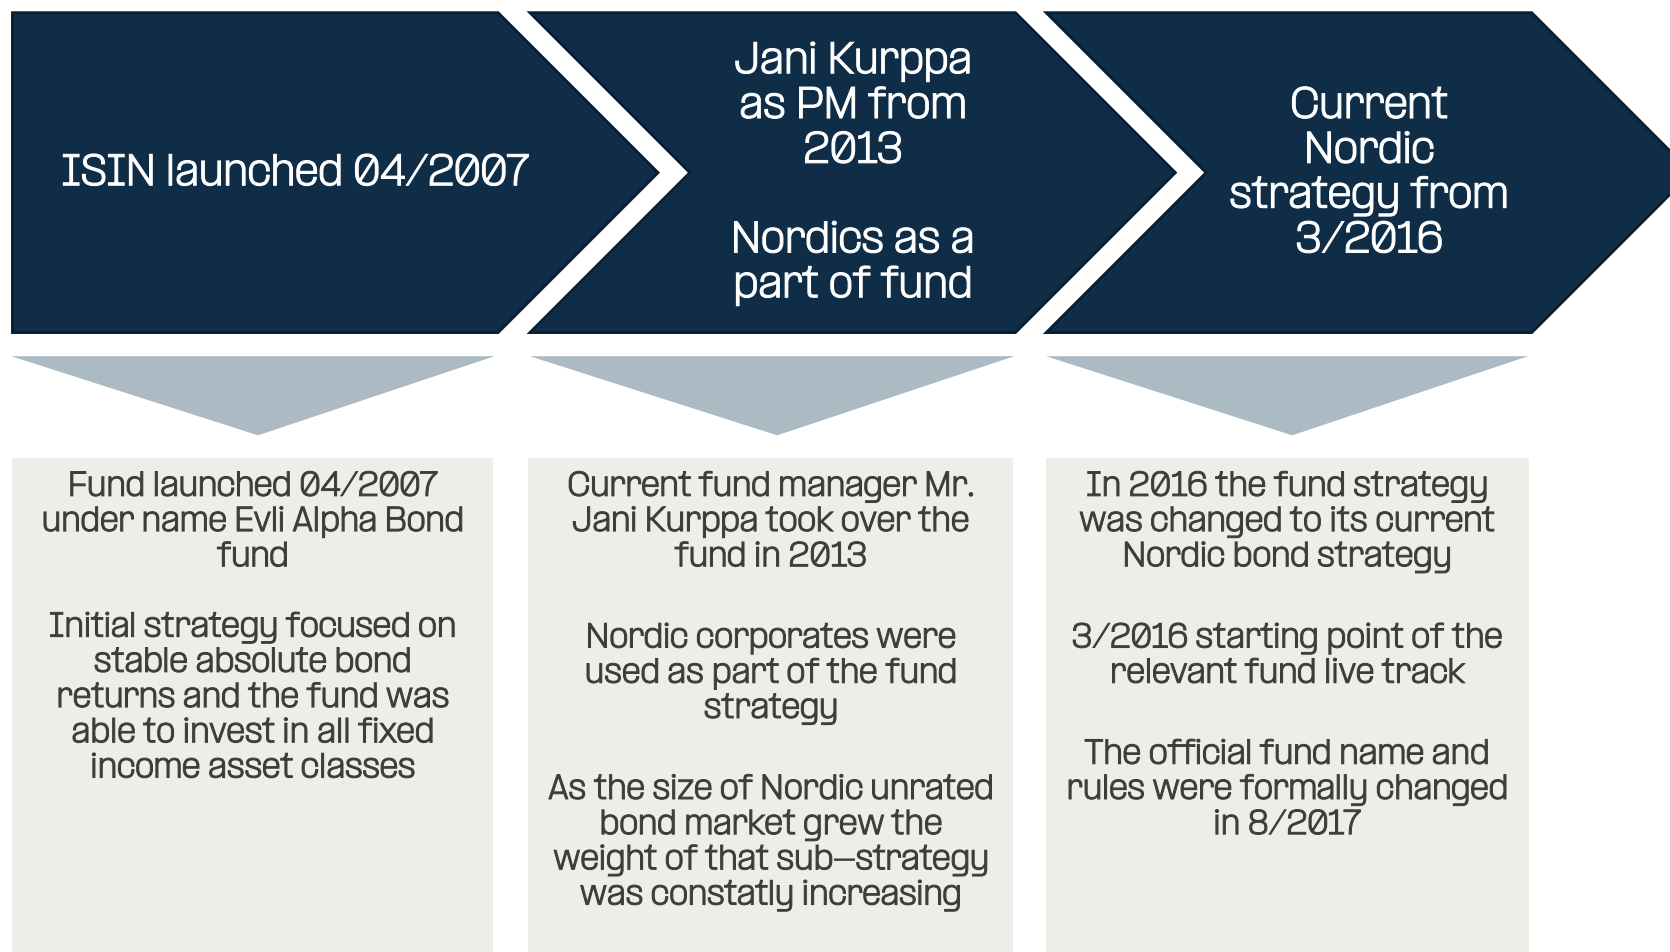 ISIN launched 04/2007
Jani Kurppa
as PM from
2013
Nordics as a
part of fund
Current
Nordic
strategy from
3/2016
Fund launched 04/2007
under name Evli Alpha Bond
fund
Initial strategy focused on
stable absolute bond
returns and the fund was
able to invest in all fixed
income asset classes
Current fund manager Mr.
Jani Kurppa took over the
fund in 2013
Nordic corporates were
used as part of the fund
strategy
As the size of Nordic unrated
bond market grew the
weight of that sub–strategy
was constatly increasing
In 2016 the fund strategy
was changed to its current
Nordic bond strategy
3/2016 starting point of the
relevant fund live track
The official fund name and
rules were formally changed
in 8/2017